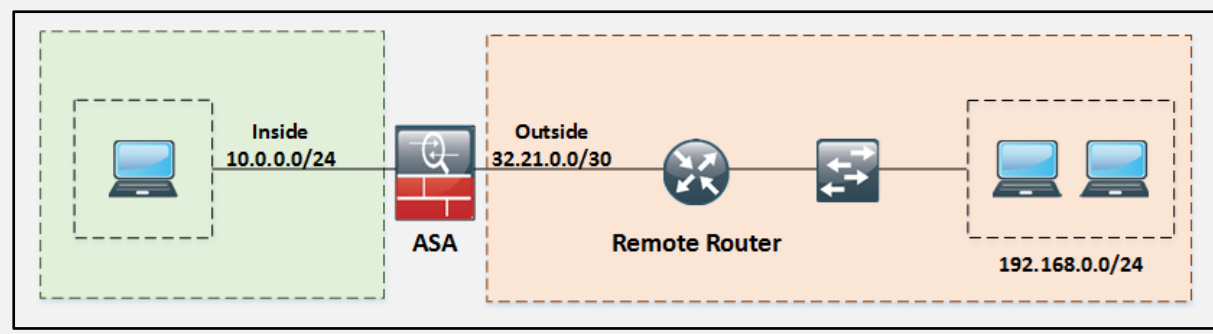 Inside
10.0.0.0/24
Outside
32.21.0.0/30
ASA
Remote Router
192.168.0.0/24